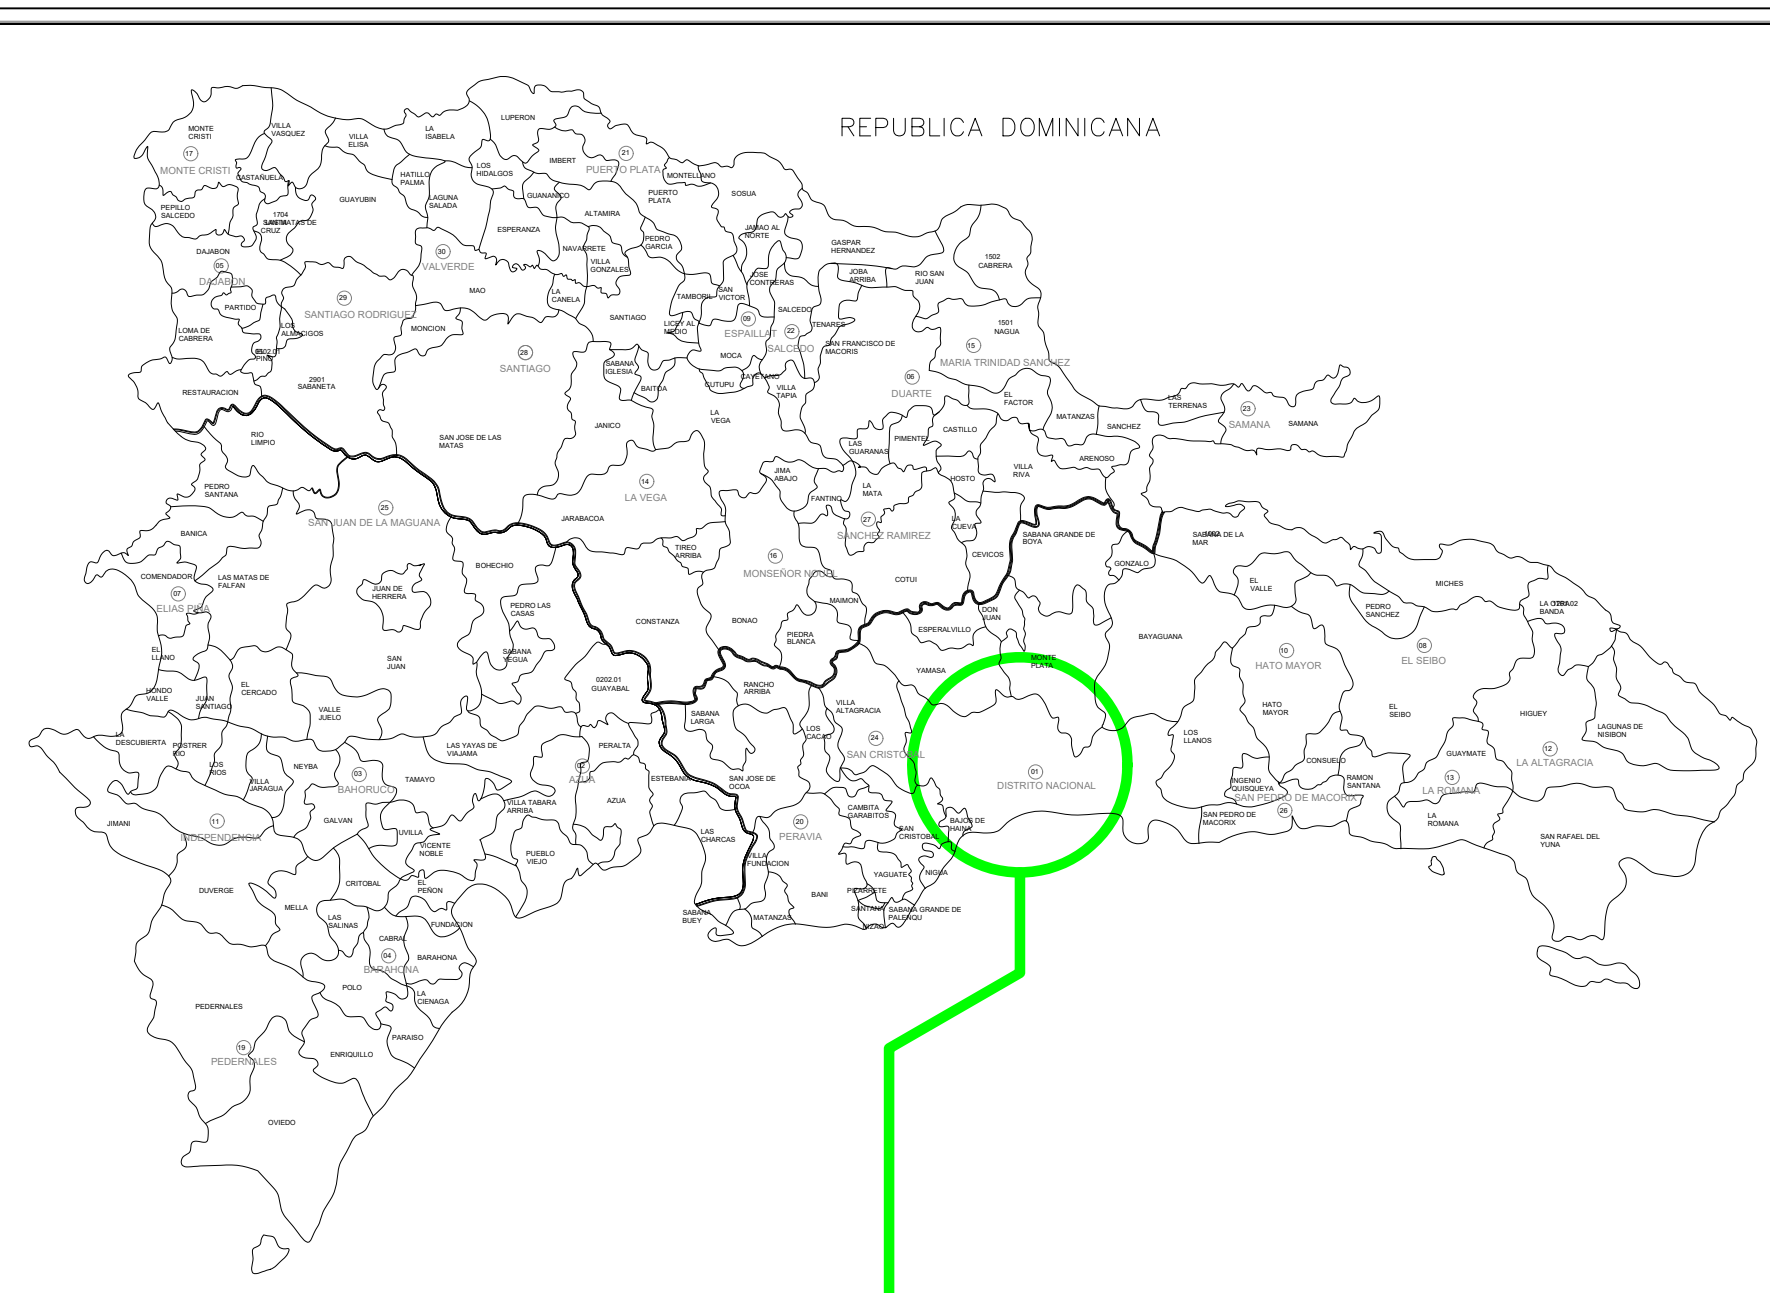 REPUBLICA DOMINICANA
LUPERON
MONTE
CRISTI
VILLA
VASQUEZ
VILLA
ELISA
LA
ISABELA
17
MONTE CRISTI
CASTAÑUELA
HATILLO
PALMA
LOS
HIDALGOS
IMBERT
21
PUERTO PLATA
MONTELLANO
PUERTO
PLATA
SOSUA
PEPILLO
SALCEDO
1704
CRUZ
GUAYUBIN
LAGUNA
SALADA
GUANANICO
ALTAMIRA
ESPERANZA
PEDRO
GARCIA
JAMAO AL
NORTE
GASPAR
HERNANDEZ
DAJABON
05
DAJABON
30
VALVERDE
NAVARRETE
VILLA
GONZALES
JOSE
CONTRERAS
JOBA
ARRIBA
RIO SAN
JUAN
1502
CABRERA
PARTIDO
29
SANTIAGO RODRIGUEZ
MAO
LA
CANELA
TAMBORIL
SAN
VICTOR
SALCEDO
LOMA DE
CABRERA
LOS
ALMACIGOS
MONCION
SANTIAGO
LICEY AL
MEDIO
09
ESPAILLAT
22
SALCEDO
TENARES
SAN FRANCISCO DE
MACORIS
1501
NAGUA
15
MARIA TRINIDAD SANCHEZ
PINO
28
SANTIAGO
SABANA
IGLESIA
BAITOA
MOCA
CUTUPU
CAYETANO
VILLA
TAPIA
06
DUARTE
RESTAURACION
2901
SABANETA
EL
FACTOR
MATANZAS
LAS
TERRENAS
23
SAMANA
SAMANA
SANCHEZ
RIO
LIMPIO
SAN JOSE DE LAS
MATAS
JANICO
LA
VEGA
LAS
GUARANAS
PIMENTEL
CASTILLO
ARENOSO
VILLA
RIVA
PEDRO
SANTANA
14
LA VEGA
JIMA
ABAJO
FANTINO
LA
MATA
HOSTO
25
SAN JUAN DE LA MAGUANA
JARABACOA
27
SANCHEZ RAMIREZ
LA
CUEVA
BANICA
TIREO
ARRIBA
16
MONSEÑOR NOUEL
CEVICOS
SABANA GRANDE DE
BOYA
GONZALO
SABANA DE LA
MAR
COMENDADOR
07
ELIAS PIÑA
LAS MATAS DE
FALFAN
JUAN DE
HERRERA
BOHECHIO
COTUI
EL
VALLE
MICHES
PEDRO LAS
CASAS
CONSTANZA
BONAO
MAIMON
PIEDRA
BLANCA
ESPERALVILLO
DON
JUAN
PEDRO
SANCHEZ
LA OTRA
BANDA
EL
LLANO
SAN
JUAN
SABANA
YEGUA
YAMASA
MONTE
PLATA
BAYAGUANA
10
HATO MAYOR
08
EL SEIBO
HONDO
VALLE
JUAN
SANTIAGO
EL
CERCADO
VALLE
JUELO
0202.01
GUAYABAL
RANCHO
ARRIBA
SABANA
LARGA
VILLA
ALTAGRACIA
LOS
CACAO
HATO
MAYOR
EL
SEIBO
HIGUEY
LAGUNAS DE
NISIBON
LA
DESCUBIERTA
POSTRER
RIO
LOS
RIOS
LAS YAYAS DE
VIAJAMA
PERALTA
24
SAN CRISTOBAL
LOS
LLANOS
GUAYMATE
12
LA ALTAGRACIA
NEYBA
VILLA
JARAGUA
03
BAHORUCO
TAMAYO
02
AZUA
ESTEBANIA
SAN JOSE DE
OCOA
01
DISTRITO NACIONAL
CONSUELO
INGENIO
QUISQUEYA
RAMON
SANTANA
13
LA ROMANA
SAN PEDRO DE MACORIX
26
JIMANI
11
INDEPENDENCIA
GALVAN
UVILLA
VILLA TABARA
ARRIBA
AZUA
LAS
CHARCAS
20
PERAVIA
CAMBITA
GARABITOS
SAN
CRISTOBAL
BAJOS DE
HAINA
SAN PEDRO DE
MACORIX
LA
ROMANA
SAN RAFAEL DEL
YUNA
VICENTE
NOBLE
PUEBLO
VIEJO
VILLA
FUNDACION
DUVERGE
CRITOBAL
EL
PEÑON
BANI
YAGUATE
NIGUA
PIZARRETE
MELLA
LAS
SALINAS
FUNDACION
SABANA
BUEY
MATANZAS
SANTANA
SABANA GRANDE DE
PALENQU
NIZAO
CABRAL
04
BARAHONA
BARAHONA
POLO
LA
CIENAGA
PEDERNALES
19
PEDERNALES
PARAISO
ENRIQUILLO
OVIEDO